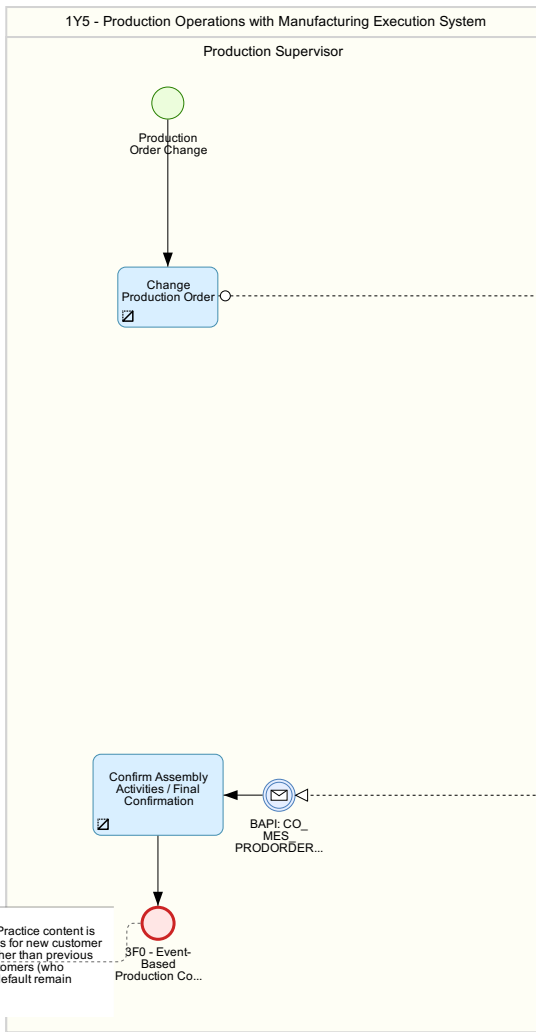 1Y5 - Production Operations with Manufacturing Execution System
Production Supervisor
Production
Order Change
Change
Production Order
Confirm Assembly
Activities / Final
Confirmation
BAPI: CO_
MES_
PRODORDER...
Practice content is
s for new customer
her than previous
omers (who
efault remain
3F0 - Event-
Based
Production Co...